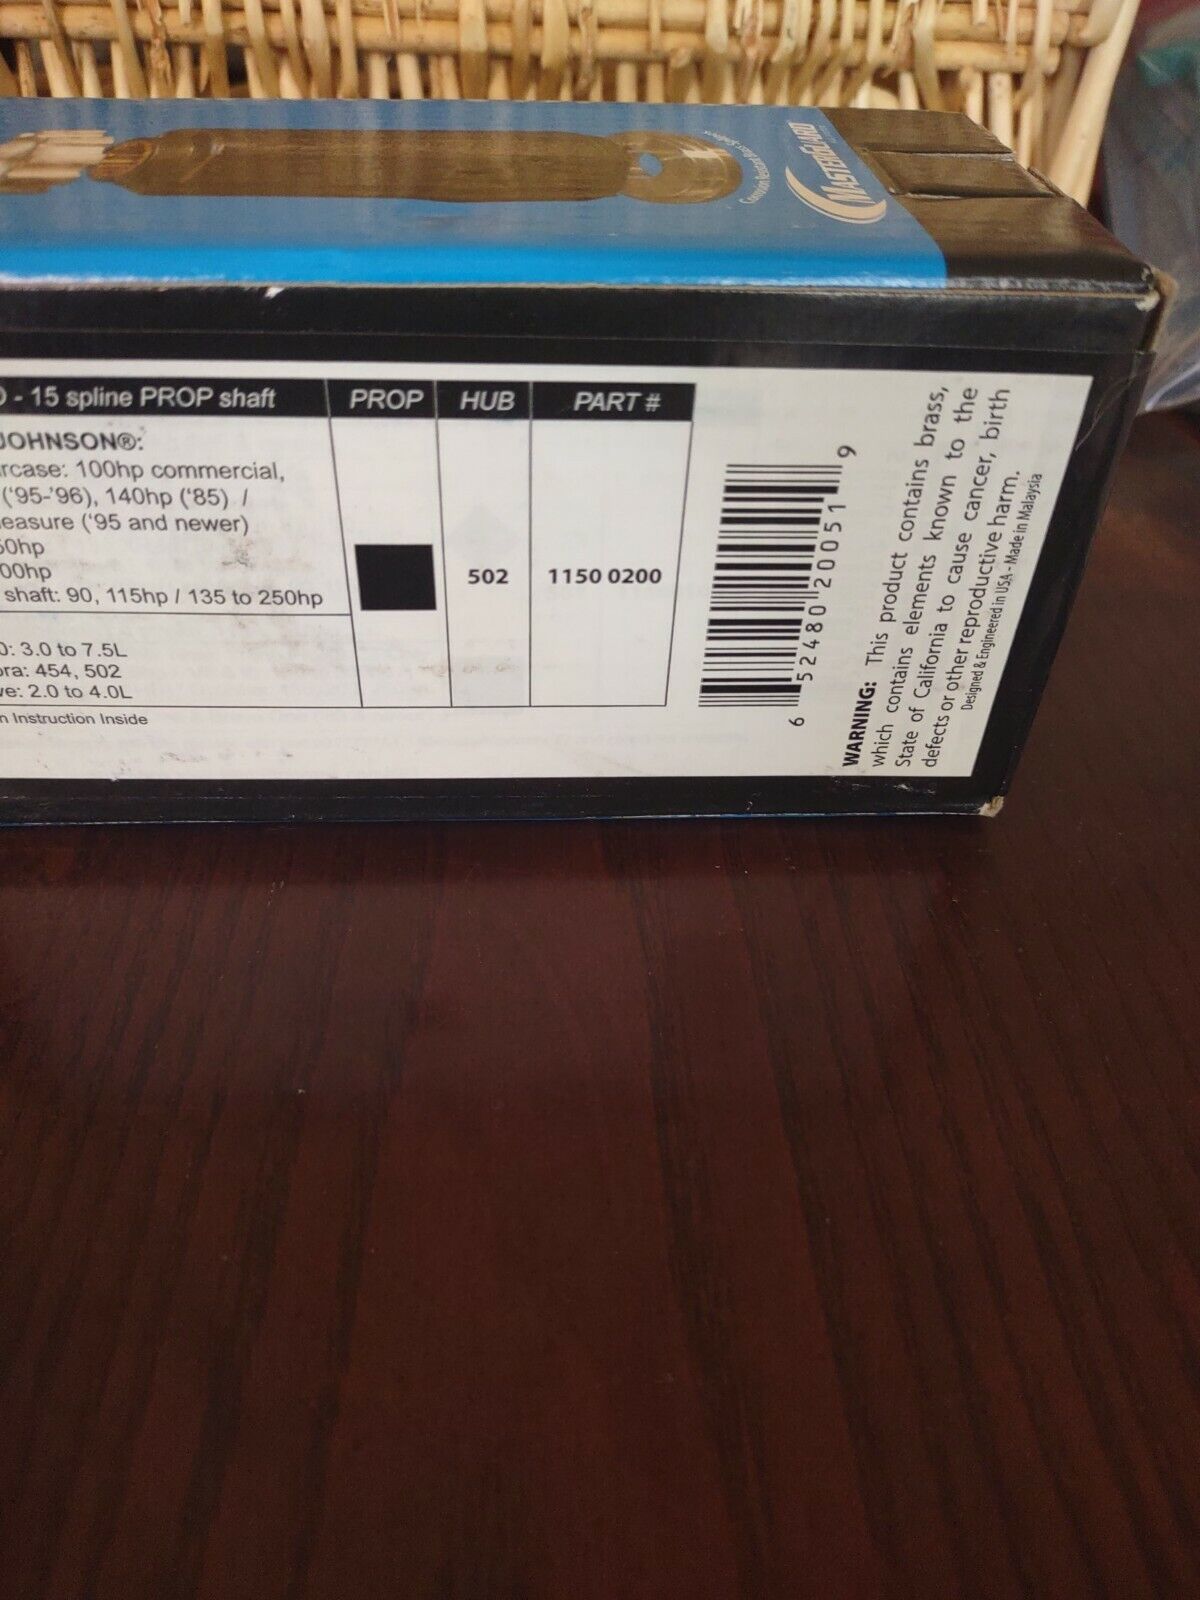 MASTERGUARD
- 15 spline PROP shaft
PROP
HUB
PART #
JOHNSON®:
rcase: 100hp commercial,
('95-'96), 140hp ('85) /
easure ('95 and newer)
50hp
00hp
shaft: 90, 115hp / 135 to 250hp
502
1150 0200
: 3.0 to 7.5L
ra: 454, 502
ve: 2.0 to 4.0L
n Instruction Inside
6 52480 20051 9
WARNING: This product contains brass,
which contains elements known to the
State of California to cause cancer, birth
defects or other reproductive harm.
Designed & Engineered in USA - Made in Malaysia